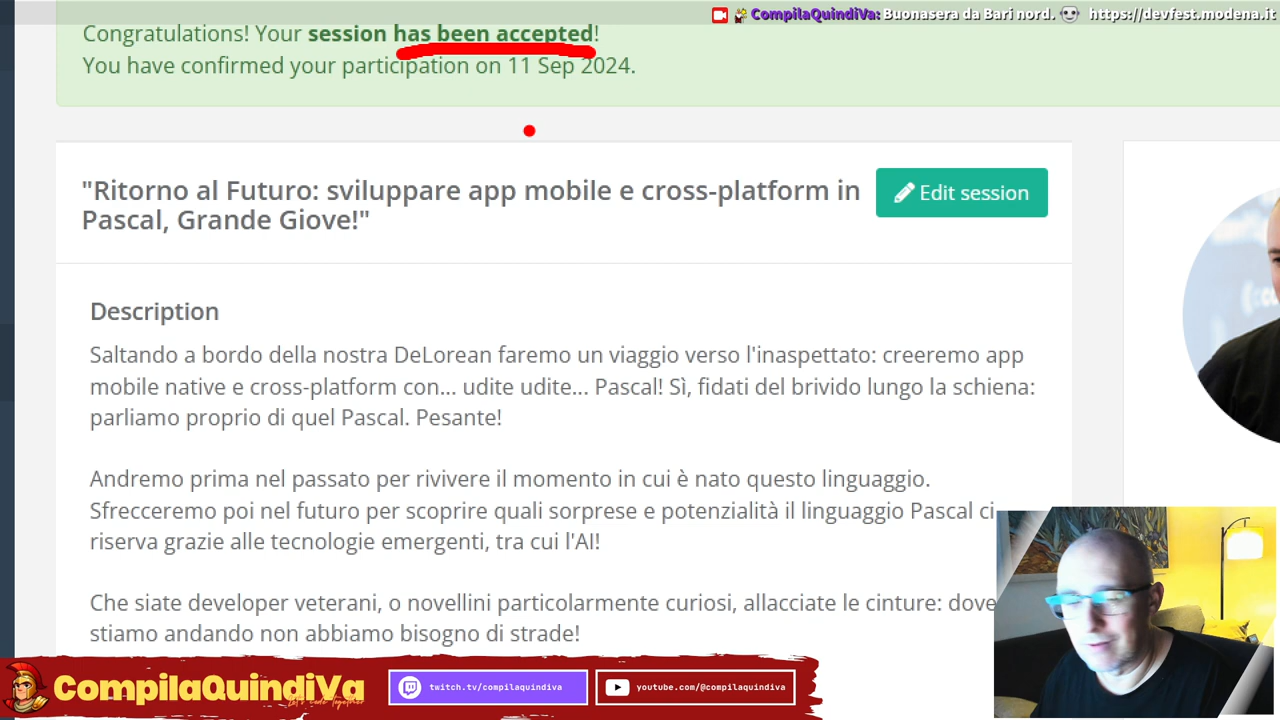 CompilaQuindiVa: Buonasera da Bari nord. https://devfest.modena.it
Congratulations! Your session has been accepted!
You have confirmed your participation on 11 Sep 2024.
"Ritorno al Futuro: sviluppare app mobile e cross-platform in
Pascal, Grande Giove!"
Edit session
Description
Saltando a bordo della nostra DeLorean faremo un viaggio verso l'inaspettato: creeremo app
mobile native e cross-platform con... udite udite... Pascal! Sì, fidati del brivido lungo la schiena:
parliamo proprio di quel Pascal. Pesante!
Andremo prima nel passato per rivivere il momento in cui è nato questo linguaggio.
Sfrecceremo poi nel futuro per scoprire quali sorprese e potenzialità il linguaggio Pascal ci
riserva grazie alle tecnologie emergenti, tra cui l'AI!
Che siate developer veterani, o novellini particolarmente curiosi, allacciate le cinture: dove
stiamo andando non abbiamo bisogno di strade!
CompilaQuindiVa
Let's code together
twitch.tv/compilaquindiva
youtube.com/@compilaquindiva